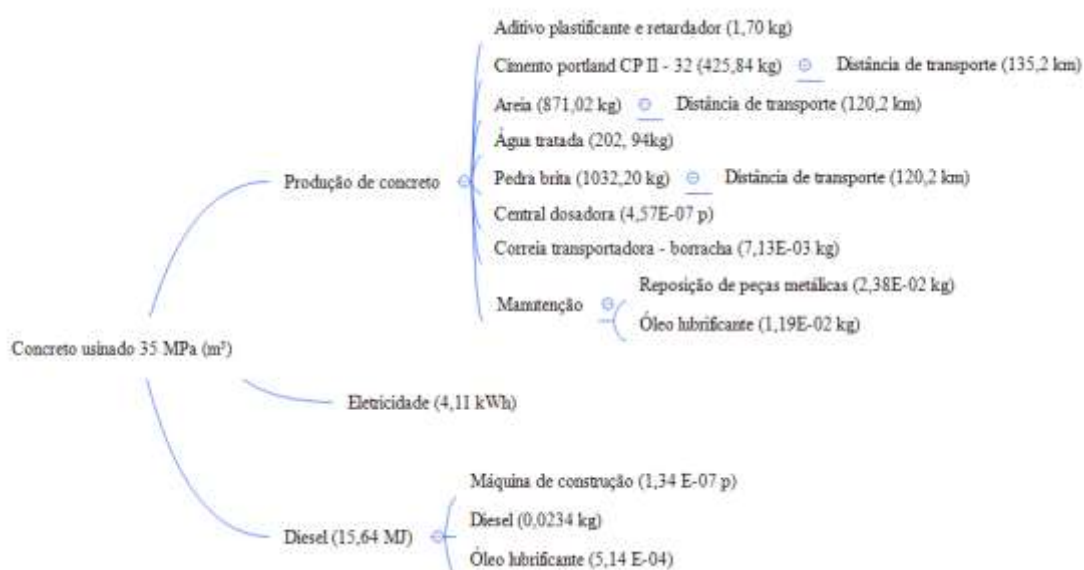 Aditivo plastificante e retardador (1,70 kg)
Cimento portland CP II - 32 (425,84 kg) Distância de transporte (135,2 km)
Areia (871,02 kg) Distância de transporte (120,2 km)
Água tratada (202, 94kg)
Produção de concreto
Pedra brita (1032,20 kg) Distância de transporte (120,2 km)
Central dosadora (4,57E-07 p)
Correia transportadora - borracha (7,13E-03 kg)
Manutenção
Reposição de peças metálicas (2,38E-02 kg)
Óleo lubrificante (1,19E-02 kg)
Concreto usinado 35 MPa (m³)
Eletricidade (4,11 kWh)
Diesel (15,64 MJ)
Máquina de construção (1,34 E-07 p)
Diesel (0,0234 kg)
Óleo lubrificante (5,14 E-04)